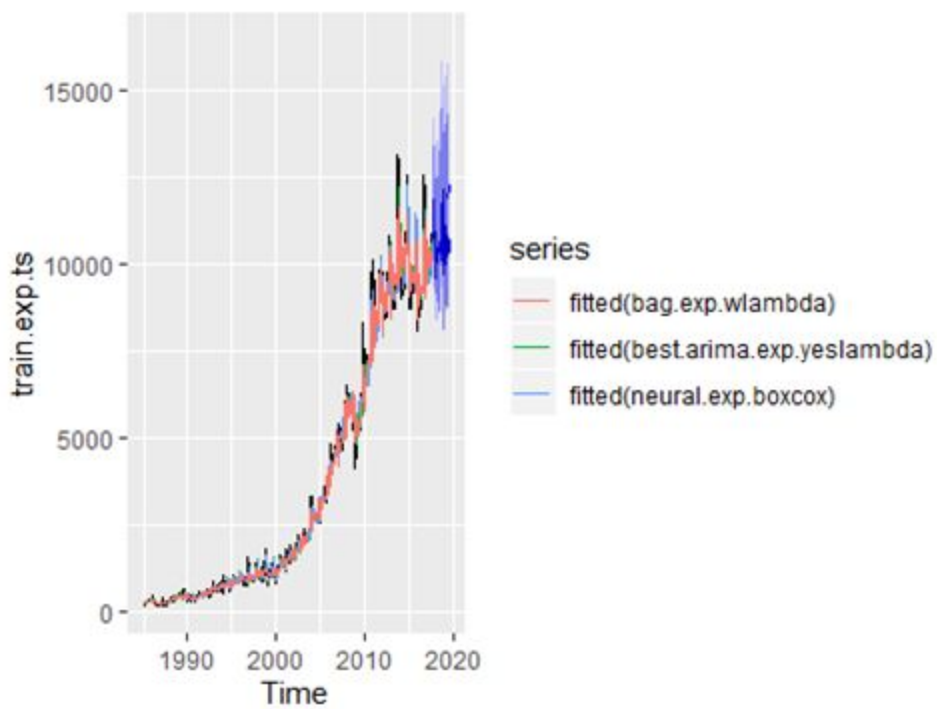 15000
10000
5000
0
train.exp.ts
1990 2000 2010 2020
Time
series
fitted(bag.exp.wlambda)
fitted(best.arima.exp.yeslambda)
fitted(neural.exp.boxcox)